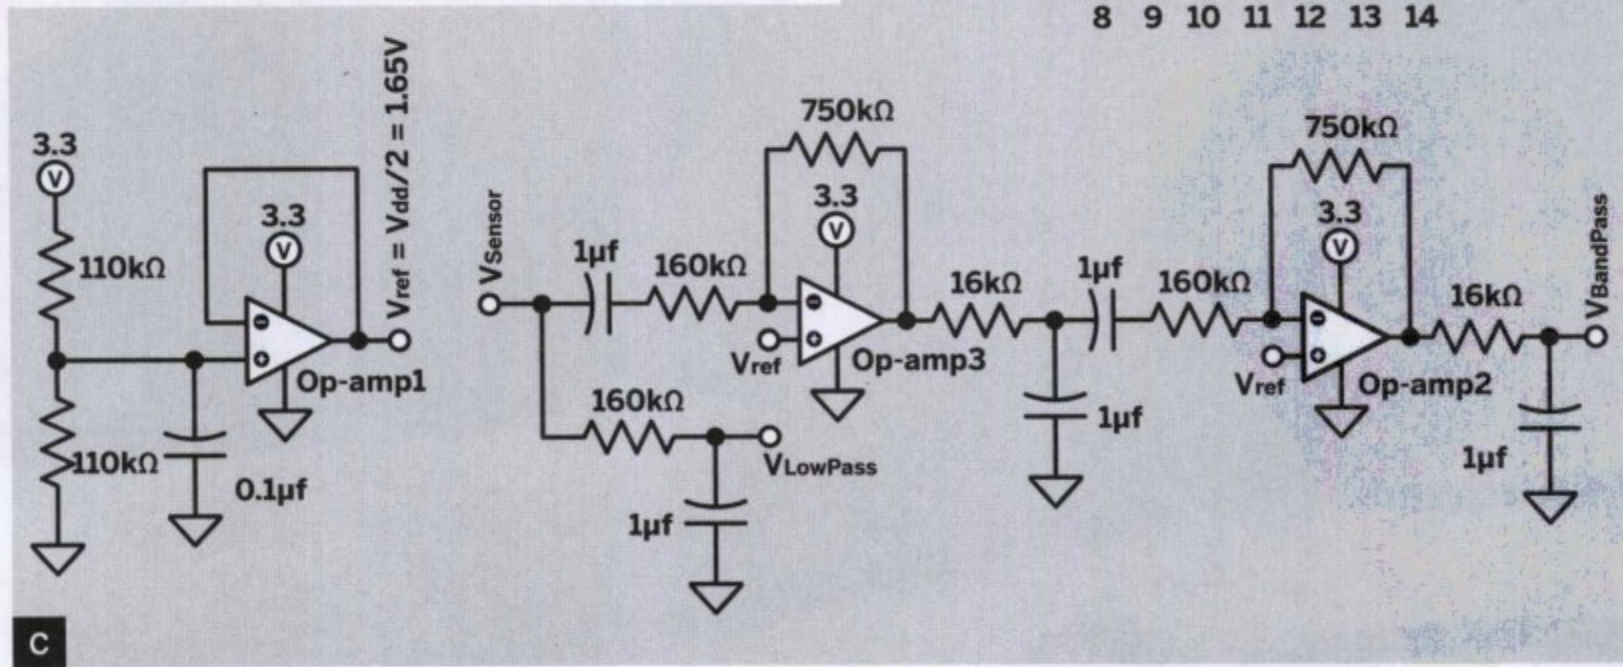 8 9 10 11 12 13 14
3.3
V
110kΩ
110kΩ
0.1µf
3.3
V
Op-amp1
Vref = Vdd/2 = 1.65V
VSensor
1µf
160kΩ
750kΩ
3.3
V
Vref
Op-amp3
160kΩ
VLowPass
1µf
16kΩ
1µf
1µf
160kΩ
750kΩ
3.3
V
Vref
Op-amp2
16kΩ
1µf
VBandPass
C